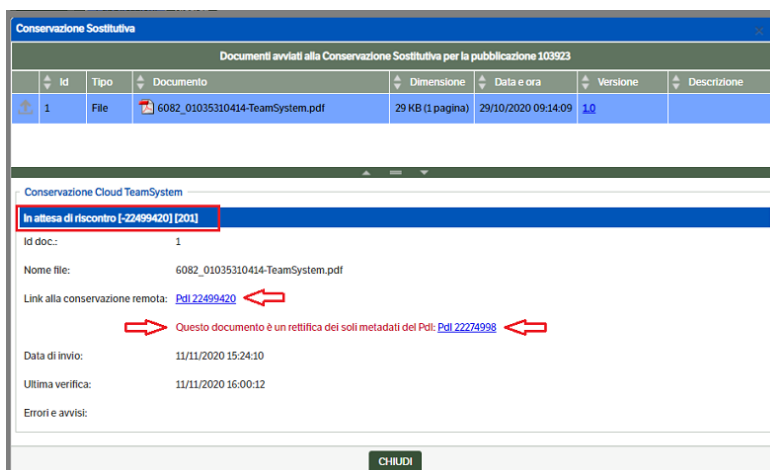 Conservazione Sostitutiva
Documenti avviati alla Conservazione Sostitutiva per la pubblicazione 103923
Id Tipo Documento Dimensione Data e ora Versione Descrizione
1 File 6082_01035310414-TeamSystem.pdf 29 KB (1 pagina) 29/10/2020 09:14:09 1.0
Conservazione Cloud TeamSystem
In attesa di riscontro [-22499420] [201]
Id doc.: 1
Nome file: 6082_01035310414-TeamSystem.pdf
Link alla conservazione remota: PdI 22499420
Questo documento è un rettifica dei soli metadati del PdI: PdI 22274998
Data di invio: 11/11/2020 15:24:10
Ultima verifica: 11/11/2020 16:00:12
Errori e avvisi:
CHIUDI